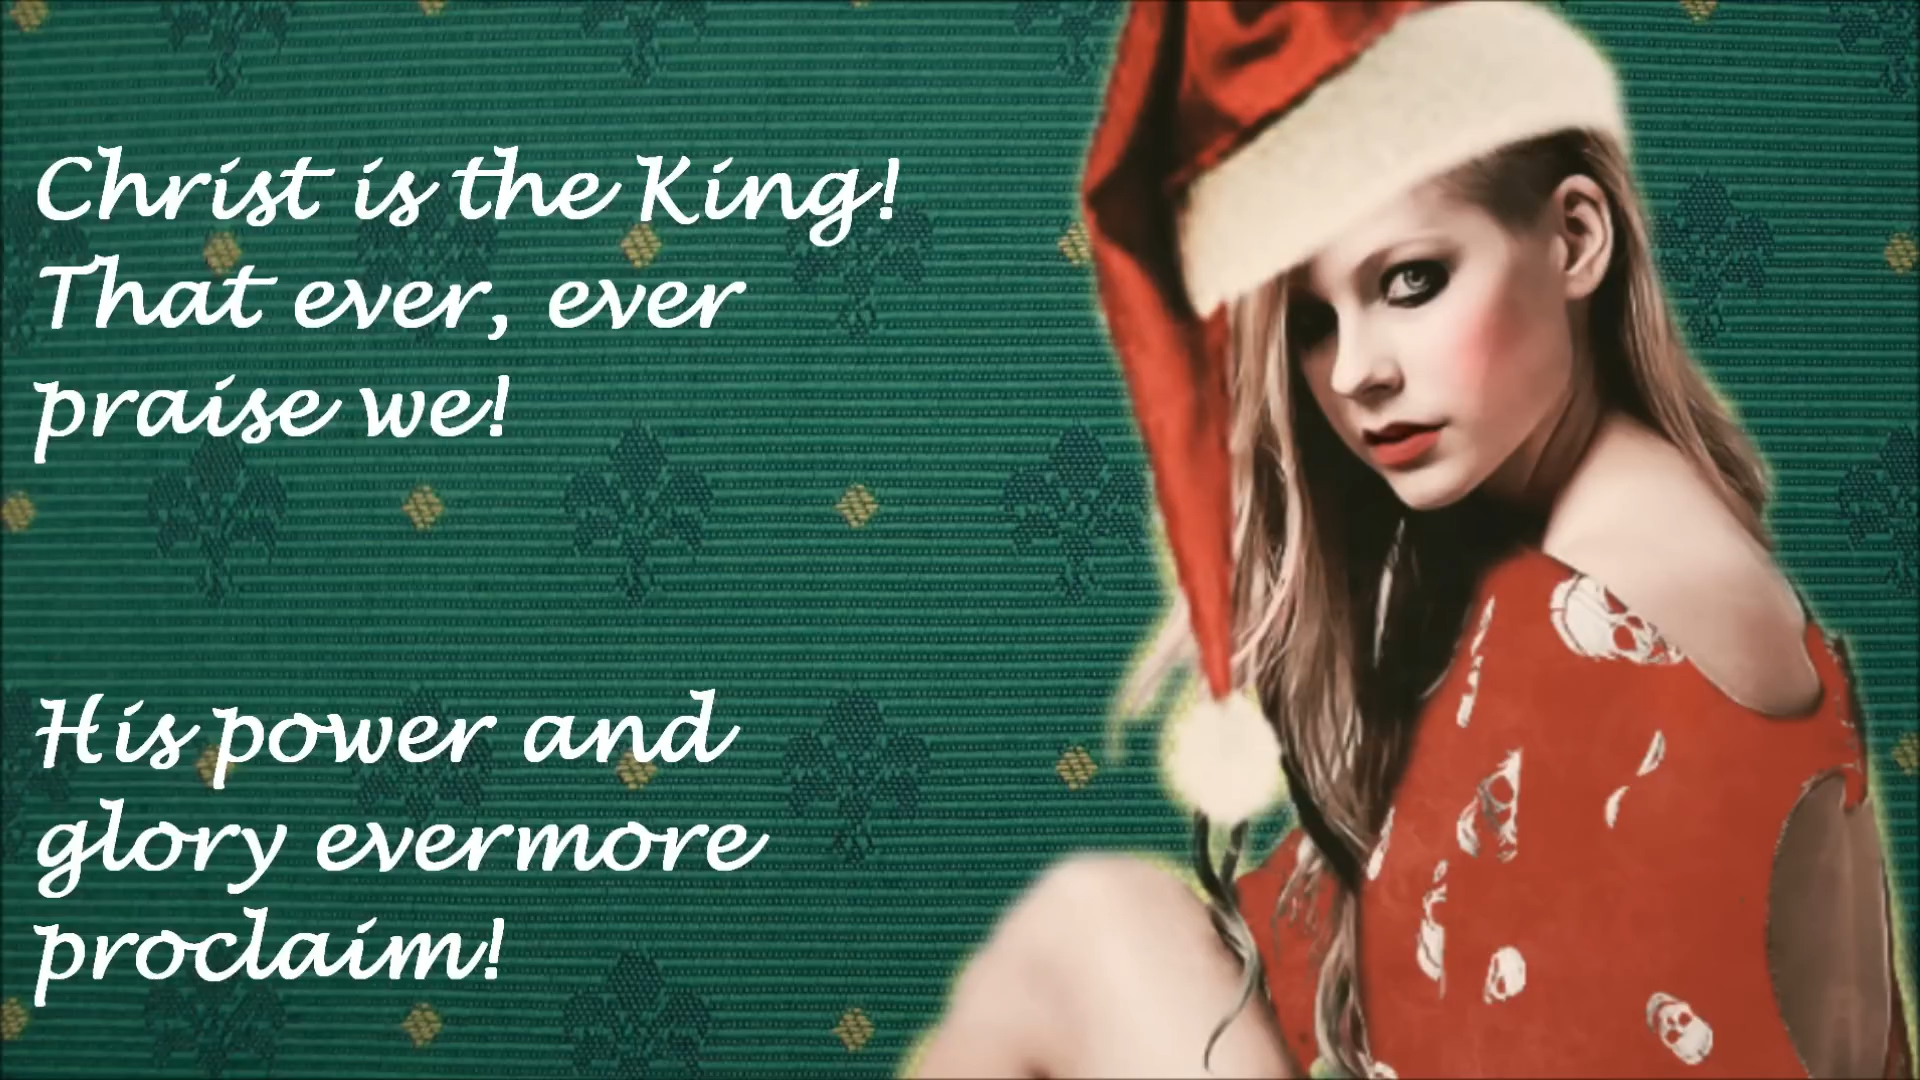 Christ is the King!
That ever, ever
praise we!
His power and
glory evermore
proclaim!